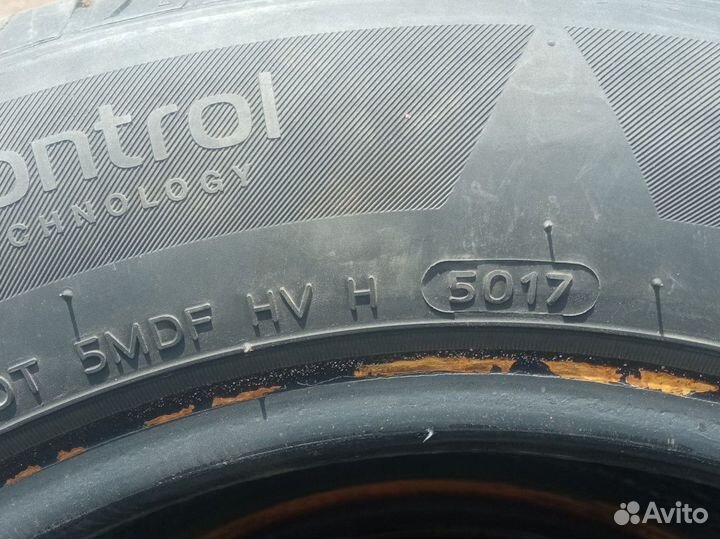 ontrol
CHNOLOGY
OT 5MDF HV H 5017
Avito